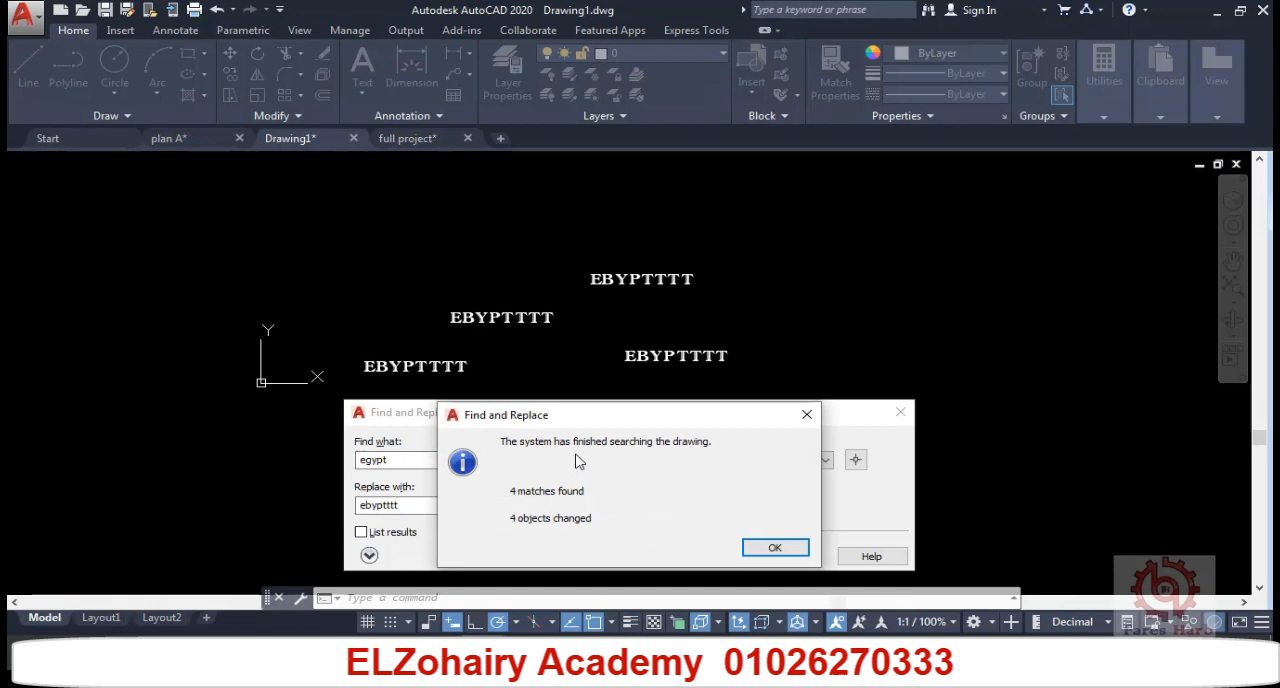 Autodesk AutoCAD 2020 Drawing1.dwg
Type a keyword or phrase
Sign In
Home Insert Annotate Parametric View Manage Output Add-ins Collaborate Featured Apps Express Tools
0
ByLayer
Line Polyline Circle Arc
Text Dimension
Layer Properties
Insert
Match Properties
ByLayer
ByLayer
Group
Utilities
Clipboard
View
Draw Modify Annotation Layers Block Properties Groups
Start plan A* Drawing1* full project* +
EBYPTTTT
EBYPTTTT
EBYPTTTT
EBYPTTTT
Y
X
Find and Repl
Find and Replace
Find what:
egypt
Replace with:
ebyptttt
List results
The system has finished searching the drawing.
4 matches found
4 objects changed
OK
Help
Type a command
Model Layout1 Layout2 +
1:1 / 100%
Decimal
Fares Harb
ELZohairy Academy 01026270333